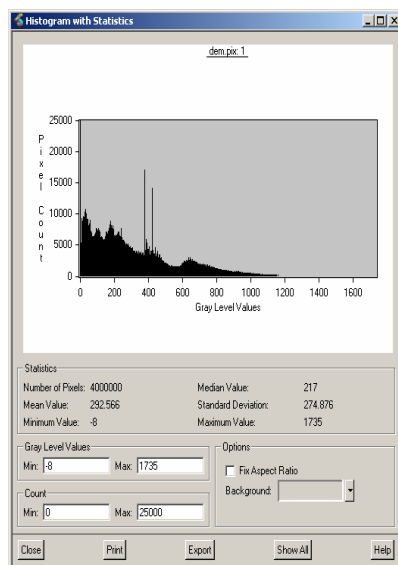 Histogram with Statistics
dem.pix: 1
Pixel Count
25000
20000
15000
10000
5000
0
0 200 400 600 800 1000 1200 1400 1600
Gray Level Values
Statistics
Number of Pixels: 4000000 Median Value: 217
Mean Value: 292.566 Standard Deviation: 274.876
Minimum Value: -8 Maximum Value: 1735
Gray Level Values
Min: -8 Max: 1735
Options
Fix Aspect Ratio
Background:
Count
Min: 0 Max: 25000
Close Print Export Show All Help